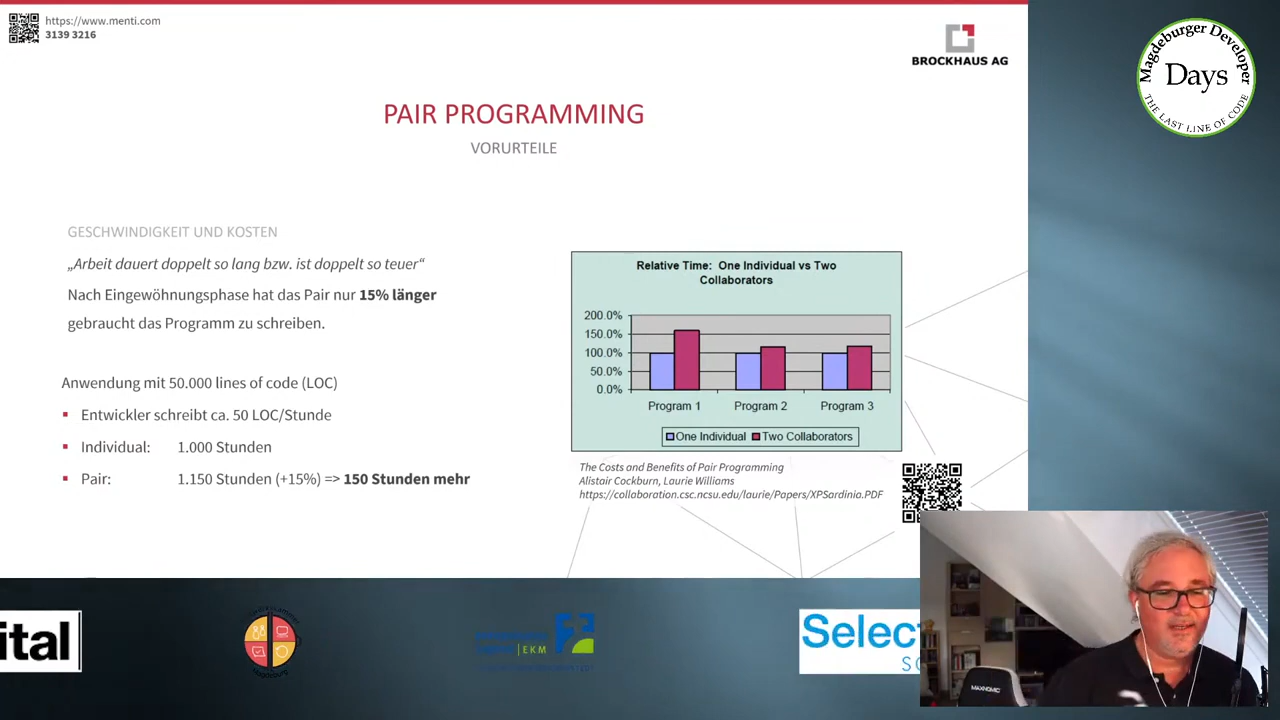 https://www.menti.com
3139 3216
BROCKHAUS AG
Magdeburger Developer
Days
THE LAST LINE OF CODE
PAIR PROGRAMMING
VORURTEILE
GESCHWINDIGKEIT UND KOSTEN
„Arbeit dauert doppelt so lang bzw. ist doppelt so teuer“
Nach Eingewöhnungsphase hat das Pair nur 15% länger
gebraucht das Programm zu schreiben.
Anwendung mit 50.000 lines of code (LOC)
▪ Entwickler schreibt ca. 50 LOC/Stunde
▪ Individual: 1.000 Stunden
▪ Pair: 1.150 Stunden (+15%) => 150 Stunden mehr
Relative Time: One Individual vs Two
Collaborators
200.0%
150.0%
100.0%
50.0%
0.0%
Program 1 Program 2 Program 3
One Individual Two Collaborators
The Costs and Benefits of Pair Programming
Alistair Cockburn, Laurie Williams
https://collaboration.csc.ncsu.edu/laurie/Papers/XPSardinia.PDF
ital
EKM
Selec
MAXNOMIC